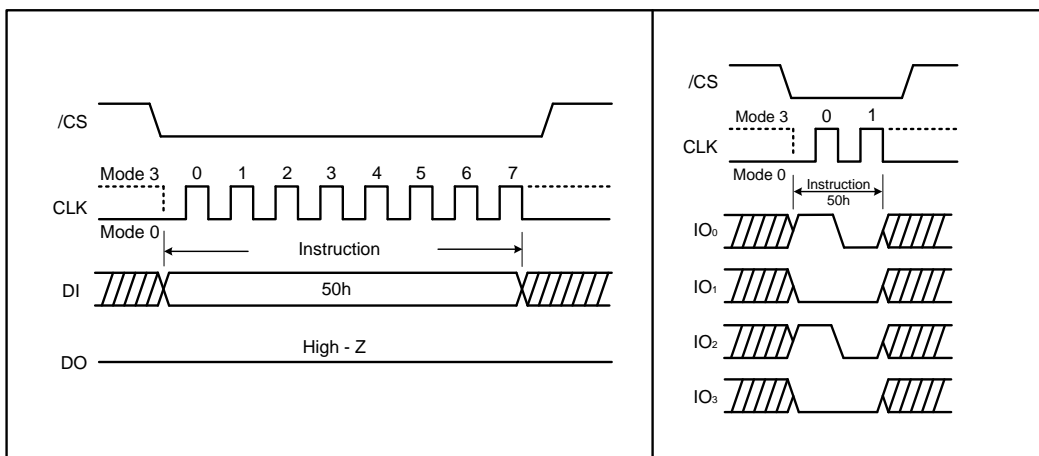 /CS
Mode 3
0 1 2 3 4 5 6 7
CLK
Mode 0
Instruction
DI
50h
High - Z
DO
/CS
Mode 3
0 1
CLK
Mode 0
Instruction
50h
IO₀
IO₁
IO₂
IO₃